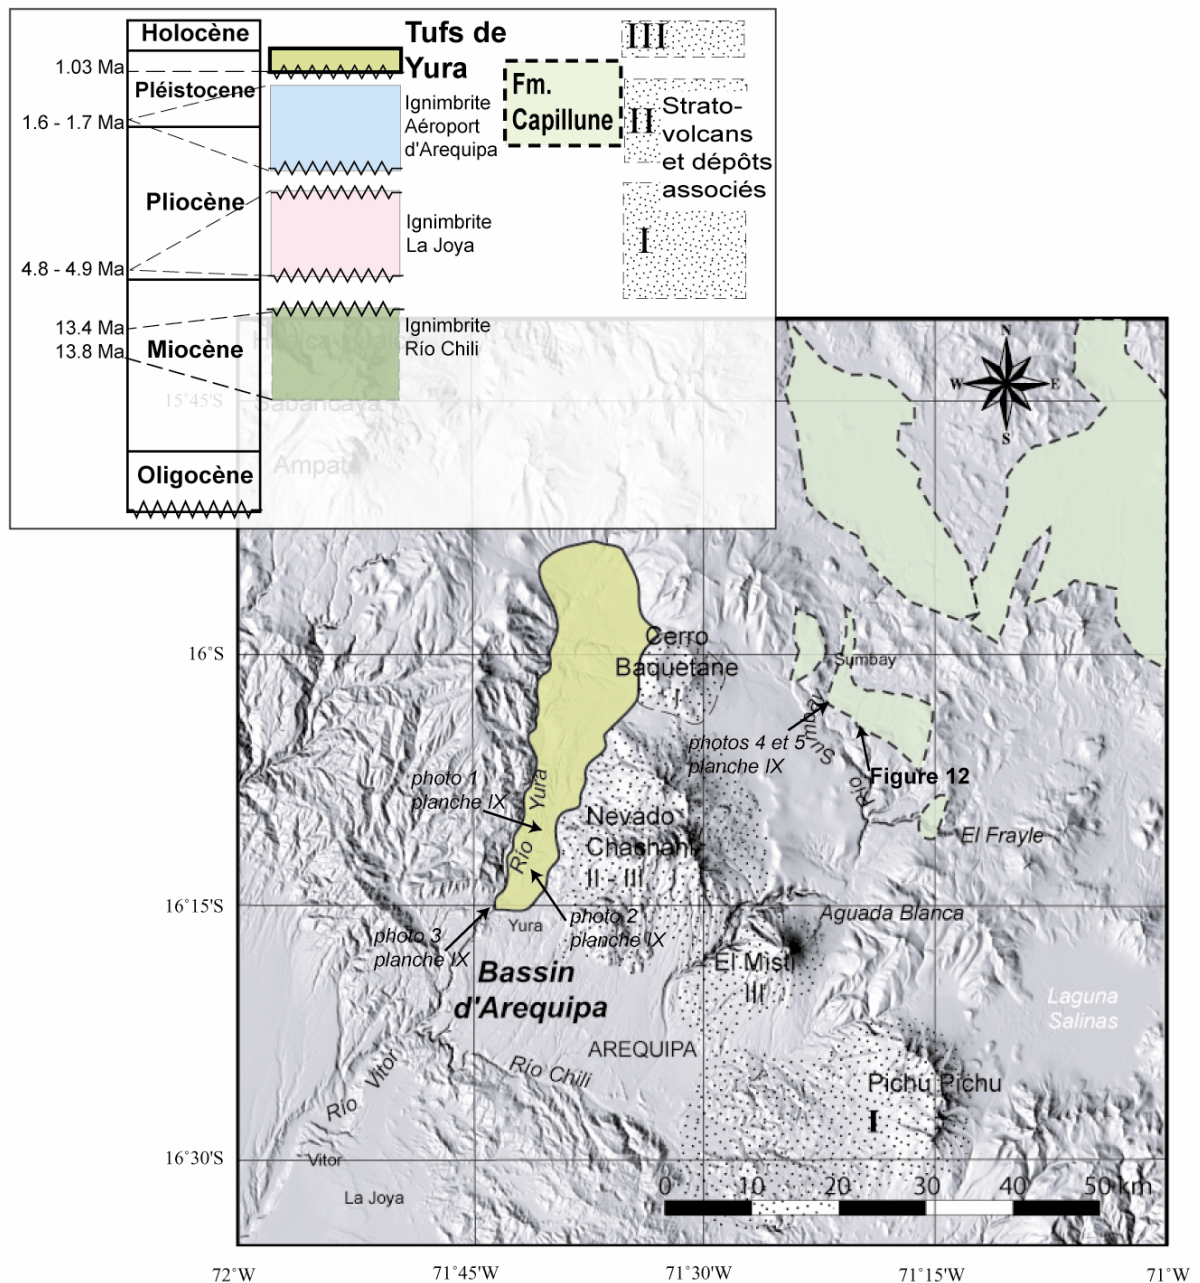 Holocène
1.03 Ma
Pléistocene
1.6 - 1.7 Ma
Pliocène
4.8 - 4.9 Ma
13.4 Ma
13.8 Ma
Miocène
Oligocène
Tufs de
Yura
Ignimbrite
Aéroport
d'Arequipa
Ignimbrite
La Joya
Ignimbrite
Río Chili
Fm.
Capillune
III
II
I
Strato-
volcans
et dépôts
associés
N
W
E
S
15°45'S
Sabancaya
Ampato
16°S
16°15'S
16°30'S
Cerro
Baquetane
I
Sumbay
Río Sumbay
photos 4 et 5
planche IX
Figure 12
photo 1
planche IX
Río Yura
Nevado
Chachani
II - III
El Frayle
photo 2
planche IX
photo 3
planche IX
Yura
Aguada Blanca
Bassin
d'Arequipa
El Misti
III
Laguna
Salinas
AREQUIPA
Río Chili
Río Vitor
Pichu Pichu
I
Vitor
La Joya
0 10 20 30 40 50 km
72°W
71°45'W
71°30'W
71°15'W
71°W